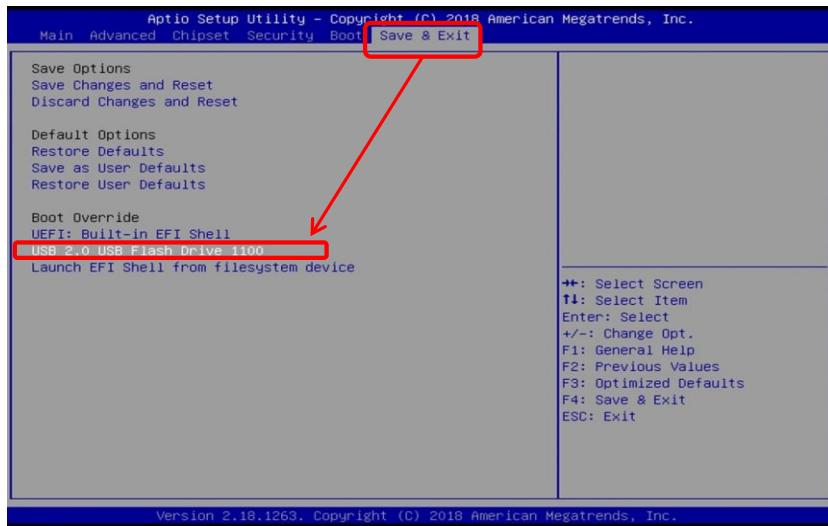 Aptio Setup Utility – Copyright (C) 2018 American Megatrends, Inc.
Main Advanced Chipset Security Boot Save & Exit
Save Options
Save Changes and Reset
Discard Changes and Reset
Default Options
Restore Defaults
Save as User Defaults
Restore User Defaults
Boot Override
UEFI: Built-in EFI Shell
USB 2.0 USB Flash Drive 1100
Launch EFI Shell from filesystem device
→←: Select Screen
↑↓: Select Item
Enter: Select
+/-: Change Opt.
F1: General Help
F2: Previous Values
F3: Optimized Defaults
F4: Save & Exit
ESC: Exit
Version 2.18.1263. Copyright (C) 2018 American Megatrends, Inc.